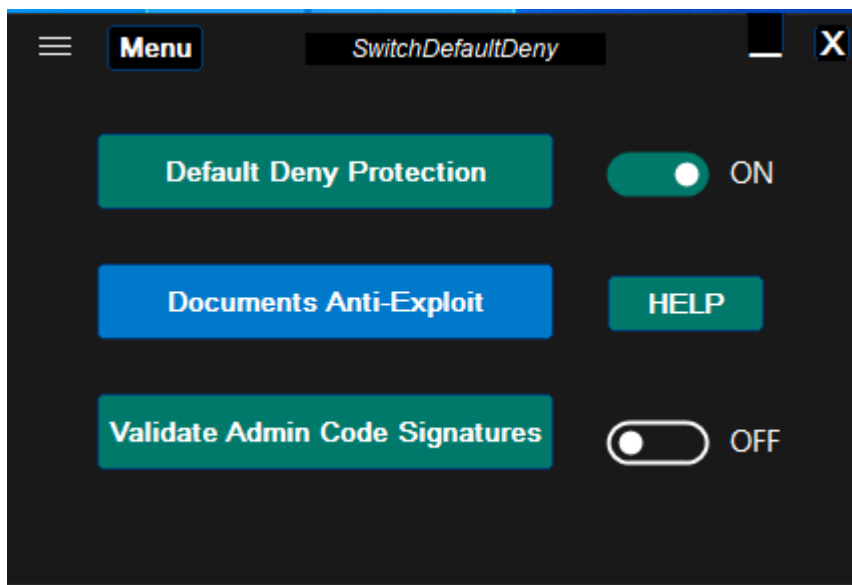 Menu
SwitchDefaultDeny
X
Default Deny Protection
ON
Documents Anti-Exploit
HELP
Validate Admin Code Signatures
OFF